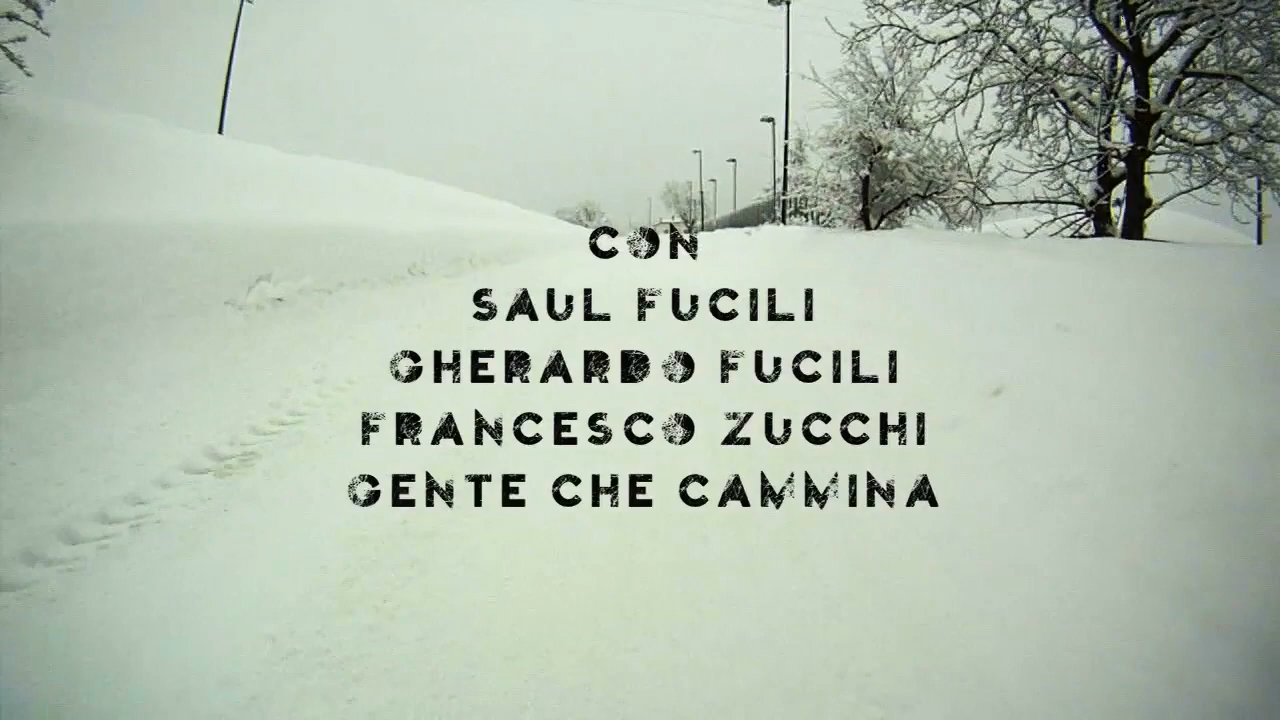 CON
SAUL FUCILI
GHERARDO FUCILI
FRANCESCO ZUCCHI
GENTE CHE CAMMINA